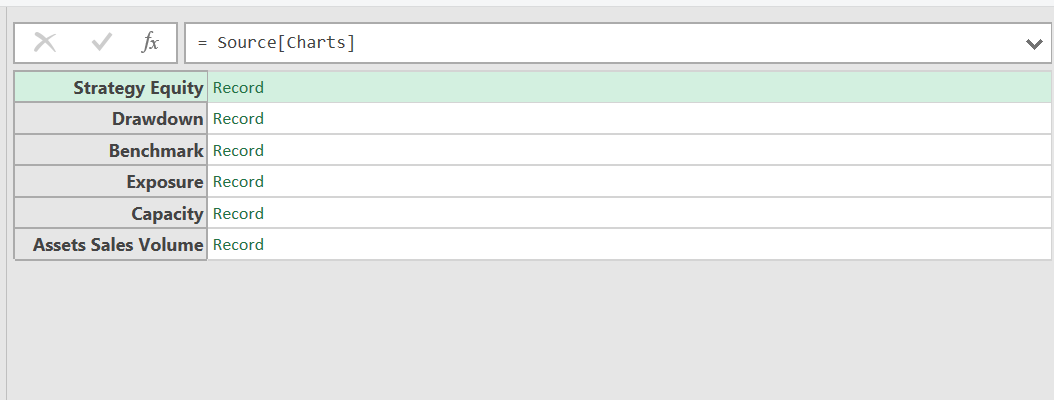 fx = Source[Charts]
Strategy Equity Record
Drawdown Record
Benchmark Record
Exposure Record
Capacity Record
Assets Sales Volume Record